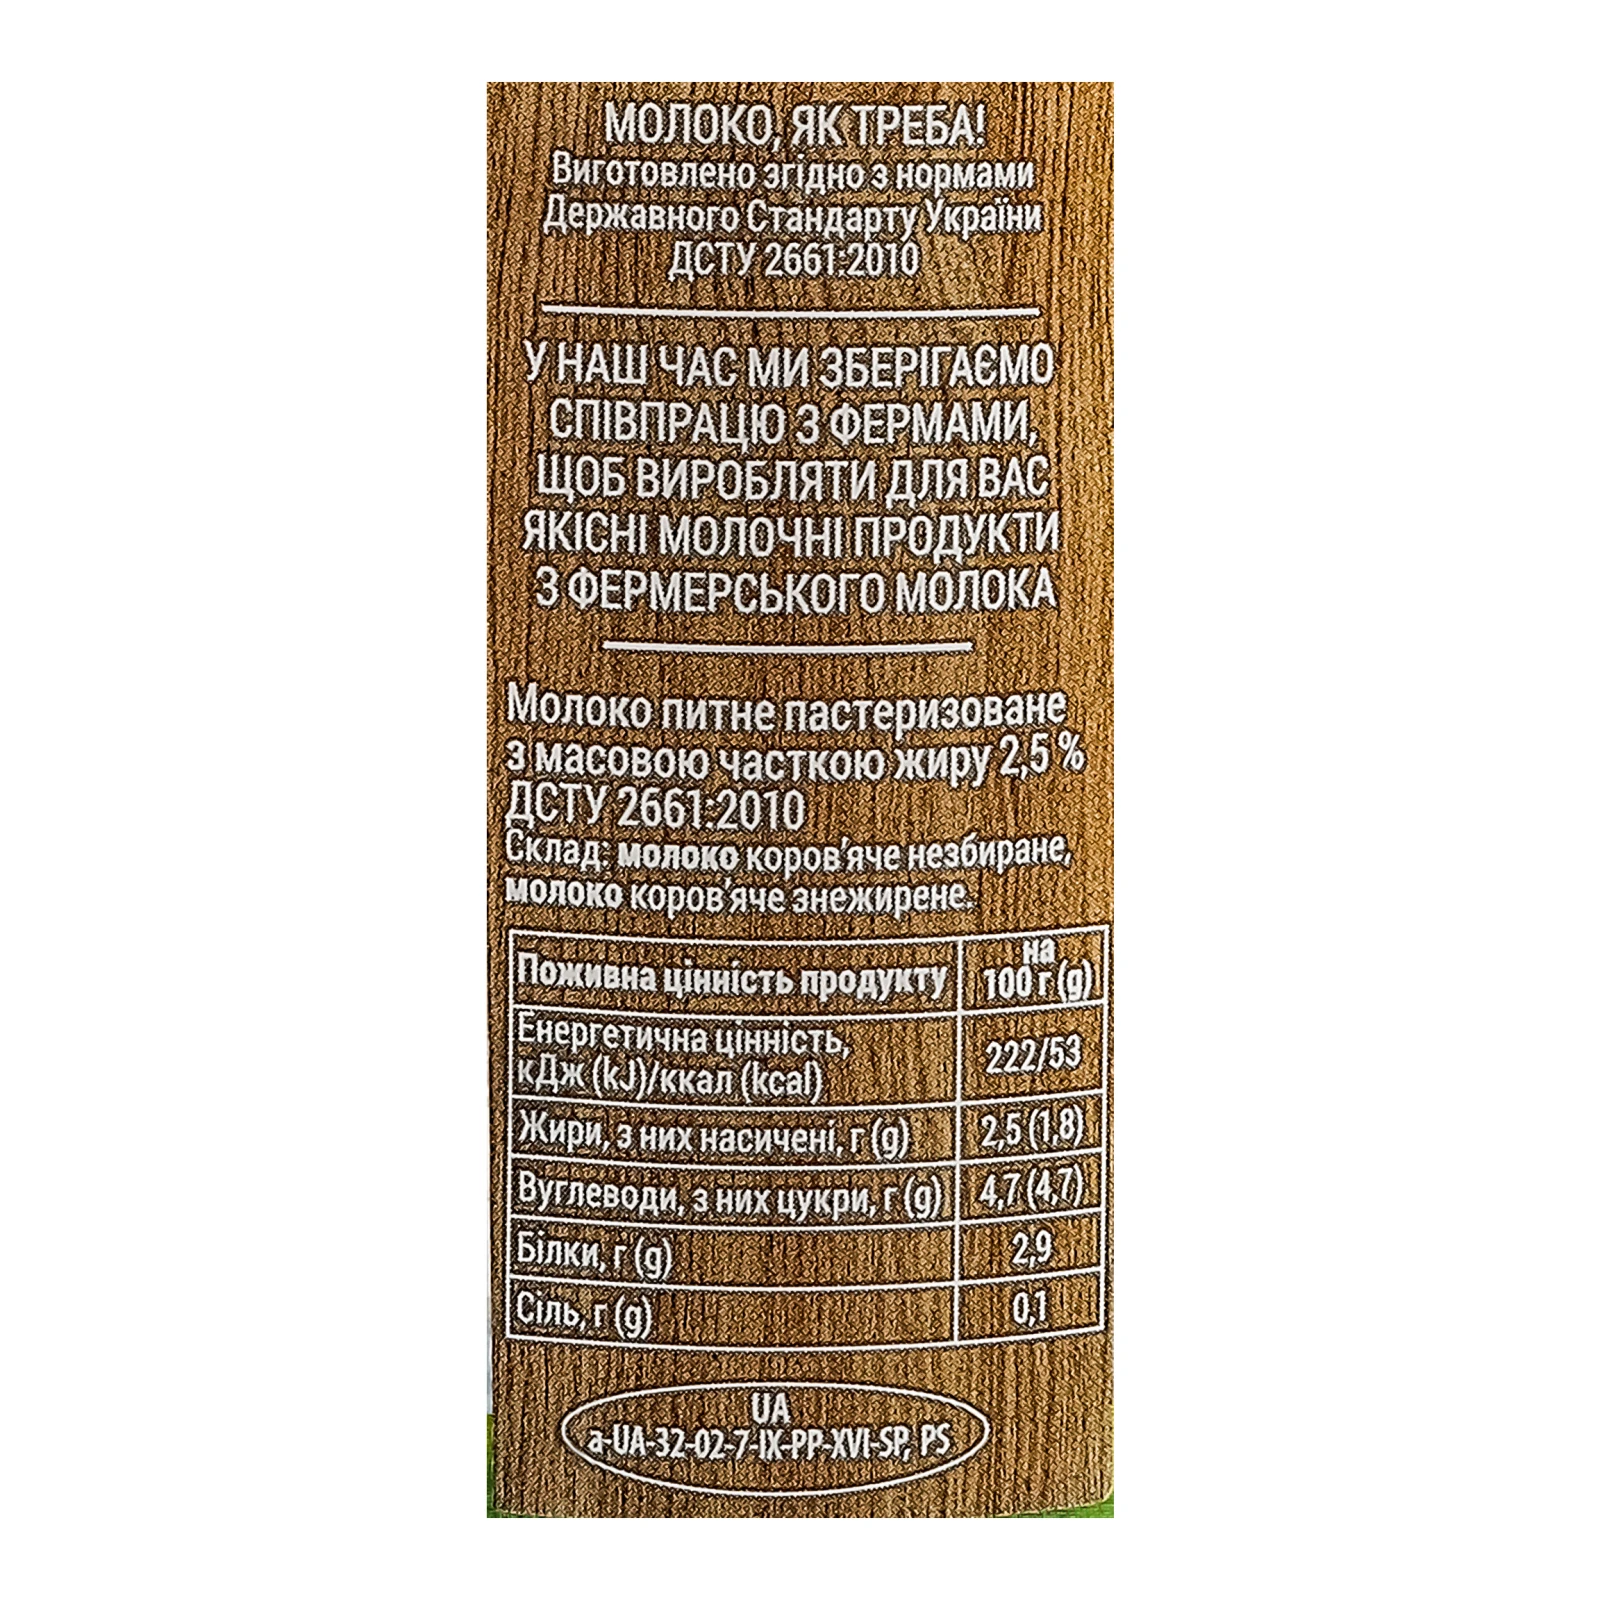 МОЛОКО, ЯК ТРЕБА!
Виготовлено згідно з нормами
Державного Стандарту України
ДСТУ 2661:2010
У НАШ ЧАС МИ ЗБЕРІГАЄМО
СПІВПРАЦЮ З ФЕРМАМИ,
ЩОБ ВИРОБЛЯТИ ДЛЯ ВАС
ЯКІСНІ МОЛОЧНІ ПРОДУКТИ
З ФЕРМЕРСЬКОГО МОЛОКА
Молоко питне пастеризоване
з масовою часткою жиру 2,5 %
ДСТУ 2661:2010
Склад: молоко коров'яче незбиране,
молоко коров'яче знежирене.
Поживна цінність продукту на 100 г (g)
Енергетична цінність,
кДж (kJ)/ккал (kcal) 222/53
Жири, з них насичені, г (g) 2,5 (1,8)
Вуглеводи, з них цукри, г (g) 4,7 (4,7)
Білки, г (g) 2,9
Сіль, г (g) 0,1
UA
a-UA-32-02-7-IX-PP-XVI-SP, PS